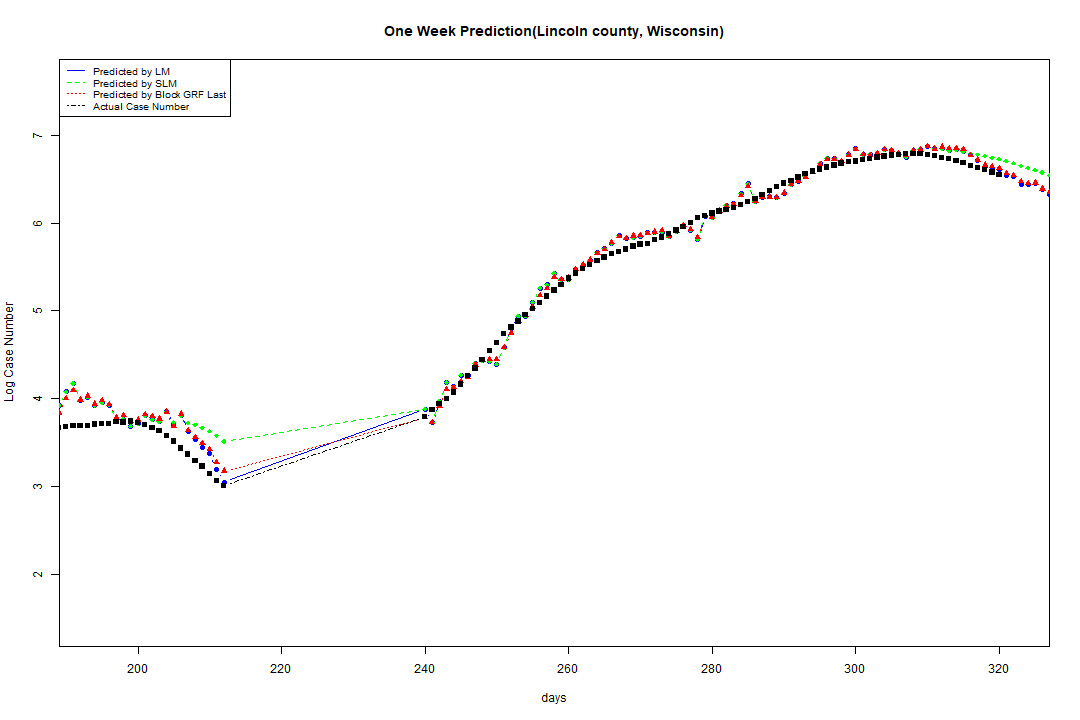 One Week Prediction(Lincoln county, Wisconsin)
Predicted by LM
Predicted by SLM
Predicted by Block GRF Last
Actual Case Number
Log Case Number
7
6
5
4
3
2
200 220 240 260 280 300 320
days